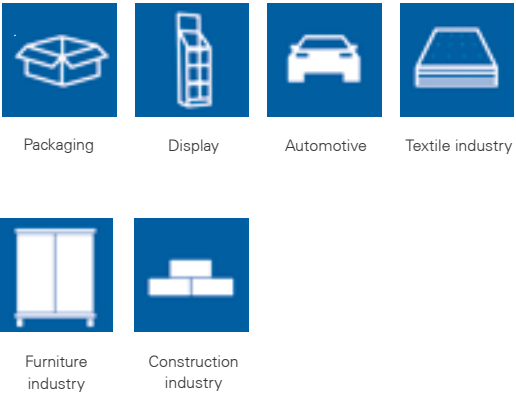 Packaging
Display
Automotive
Textile industry
Furniture
industry
Construction
industry